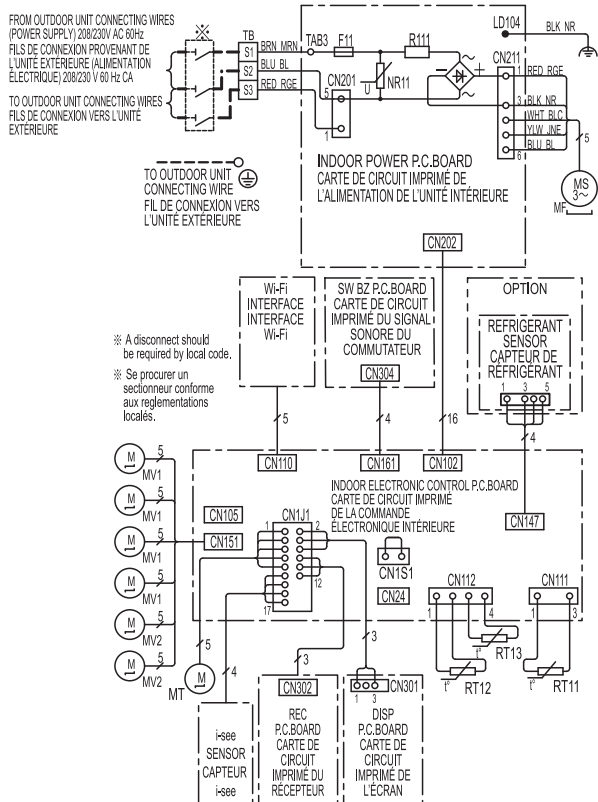 FROM OUTDOOR UNIT CONNECTING WIRES
(POWER SUPPLY) 208/230V AC 60Hz
FILS DE CONNEXION PROVENANT DE
L'UNITÉ EXTÉRIEURE (ALIMENTATION
ÉLECTRIQUE) 208/230 V 60 Hz CA
TO OUTDOOR UNIT CONNECTING WIRES
FILS DE CONNEXION VERS L'UNITÉ
EXTÉRIEURE
※
TB
S1
S2
S3
BRN MRN
BLU BL
RED RGE
TAB3
F11
R111
U
NR11
CN201
5
1
− +
~
~
LD104
BLK NR
CN211
1
3
6
RED RGE
BLK NR
WHT BLC
YLW JNE
BLU BL
5
MS
3~
MF
INDOOR POWER P.C.BOARD
CARTE DE CIRCUIT IMPRIMÉ DE
L'ALIMENTATION DE L'UNITÉ INTÉRIEURE
TO OUTDOOR UNIT
CONNECTING WIRE
FIL DE CONNEXION VERS
L'UNITÉ EXTÉRIEURE
CN202
Wi-Fi
INTERFACE
INTERFACE
Wi-Fi
SW BZ P.C.BOARD
CARTE DE CIRCUIT
IMPRIMÉ DU SIGNAL
SONORE DU
COMMUTATEUR
CN304
OPTION
REFRIGERANT
SENSOR
CAPTEUR DE
RÉFRIGÉRANT
1 3 5
※ A disconnect should
be required by local code.
※ Se procurer un
sectionneur conforme
aux reglementations
localés.
5
4
16
4
CN110
CN161
CN102
INDOOR ELECTRONIC CONTROL P.C.BOARD
CARTE DE CIRCUIT IMPRIMÉ
DE LA COMMANDE
ÉLECTRONIQUE INTÉRIEURE
CN147
M
5
MV1
M
5
MV1
M
5
MV1
M
5
MV1
M
5
MV2
M
5
MV2
CN105
CN151
CN1J1
1
2
12
17
CN1S1
CN24
CN112
1
4
CN111
1
3
t°
RT13
t°
RT12
t°
RT11
5
M
MT
4
3
3
i-see
SENSOR
CAPTEUR
i-see
CN302
REC
P.C.BOARD
CARTE DE
CIRCUIT
IMPRIMÉ DU
RÉCEPTEUR
CN301
1 3
DISP
P.C.BOARD
CARTE DE
CIRCUIT
IMPRIMÉ DE
L'ÉCRAN